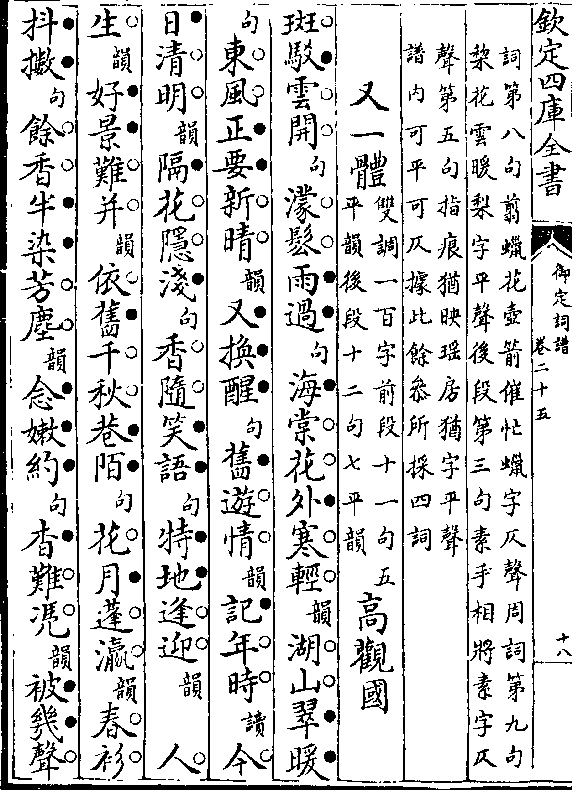 欽定四庫全書
御定詞譜
卷二十五
十八
詞第八句翦蠟花壺箭催忙蠟字仄聲周詞第九句
梨花雲暖梨字平聲後段第三句素手相將素字仄
聲第五句指痕猶映瑶房猶字平聲
譜内可平可仄據此餘叅所採四詞
又一體
雙調一百字前段十一句五
平韻後段十二句七平韻
高觀國
斑駁雲開句濛鬆雨過句海棠花外寒輕韻湖山翠暖
句東風正要新晴韻又換醒句舊遊情韻記年時讀今
日清明韻隔花隱淺句香隨笑語句特地逢迎韻 人
生韻好景難并韻依舊千秋巷陌句花月蓬瀛韻春衫
抖擻句餘香半染芳塵韻念嫰約句杳難凴韻被幾聲